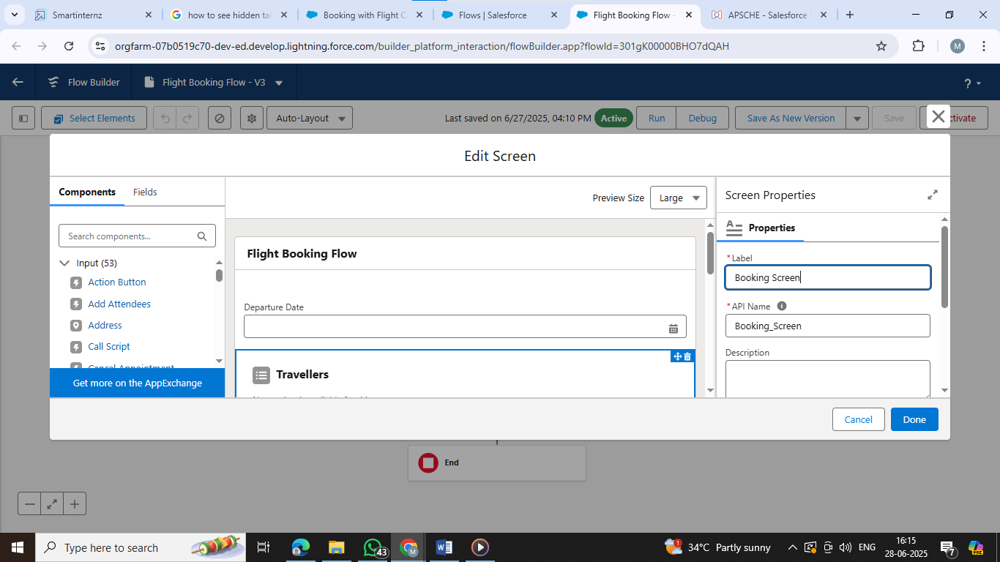 Smartinternz
how to see hidden ta
Booking with Flight C
Flows | Salesforce
Flight Booking Flow -
APSCHE - Salesforce
orgfarm-07b0519c70-dev-ed.develop.lightning.force.com/builder_platform_interaction/flowBuilder.app?flowId=301gK00000BHO7dQAH
M
Flow Builder
Flight Booking Flow - V3
?
Select Elements
Auto-Layout
Last saved on 6/27/2025, 04:10 PM
Active
Run
Debug
Save As New Version
Save
Edit Screen
Components
Fields
Preview Size
Large
Screen Properties
Search components...
Input (53)
Action Button
Add Attendees
Address
Call Script
Cancel Appointment
Get more on the AppExchange
Flight Booking Flow
Departure Date
Travellers
Properties
* Label
Booking Screen
* API Name
Booking_Screen
Description
Cancel
Done
End
Type here to search
43
M
1
34°C Partly sunny
ENG
16:15
28-06-2025
7
PRE